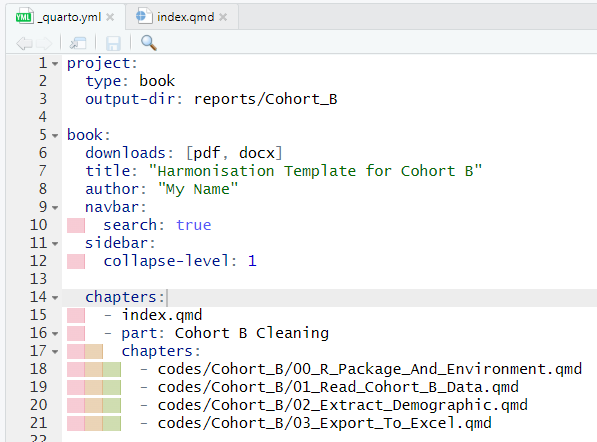 YML _quarto.yml × index.qmd ×
1 project:
2   type: book
3   output-dir: reports/Cohort_B
4
5 book:
6   downloads: [pdf, docx]
7   title: "Harmonisation Template for Cohort B"
8   author: "My Name"
9   navbar:
10     search: true
11   sidebar:
12     collapse-level: 1
13
14   chapters:
15     - index.qmd
16     - part: Cohort B Cleaning
17       chapters:
18         - codes/Cohort_B/00_R_Package_And_Environment.qmd
19         - codes/Cohort_B/01_Read_Cohort_B_Data.qmd
20         - codes/Cohort_B/02_Extract_Demographic.qmd
21         - codes/Cohort_B/03_Export_To_Excel.qmd
22